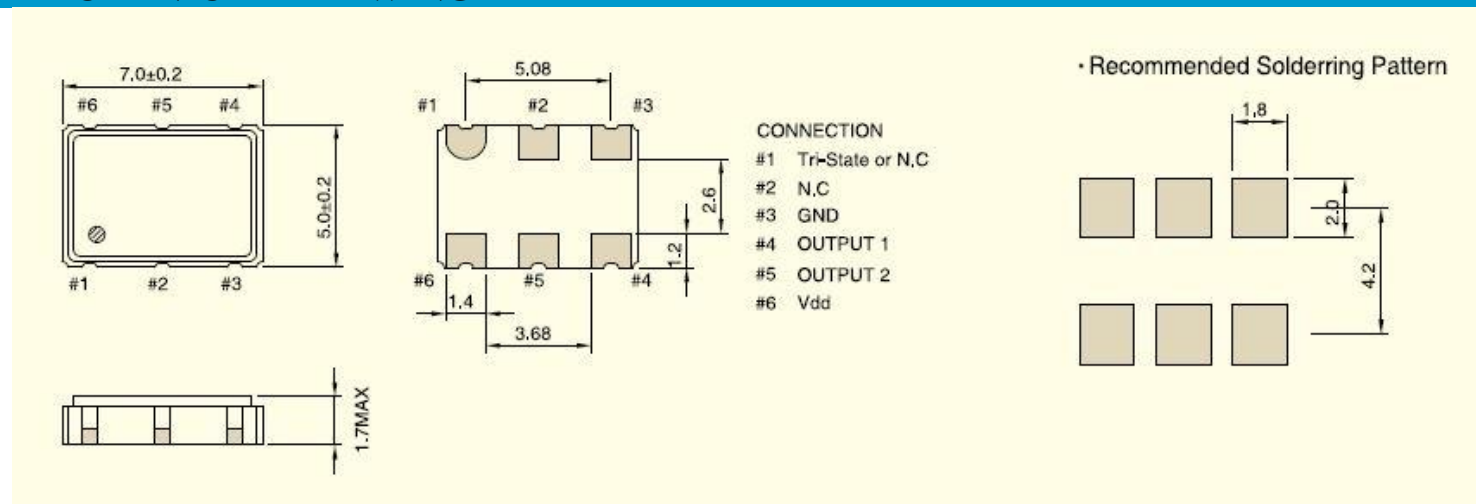 7.0±0.2
#6 #5 #4
5.0±0.2
#1 #2 #3
1.7MAX
5.08
#1 #2 #3
2.6
1.2
#6 #5 #4
1.4
3.68
CONNECTION
#1 Tri-State or N.C
#2 N.C
#3 GND
#4 OUTPUT 1
#5 OUTPUT 2
#6 Vdd
· Recommended Solderring Pattern
1.8
2.0
4.2